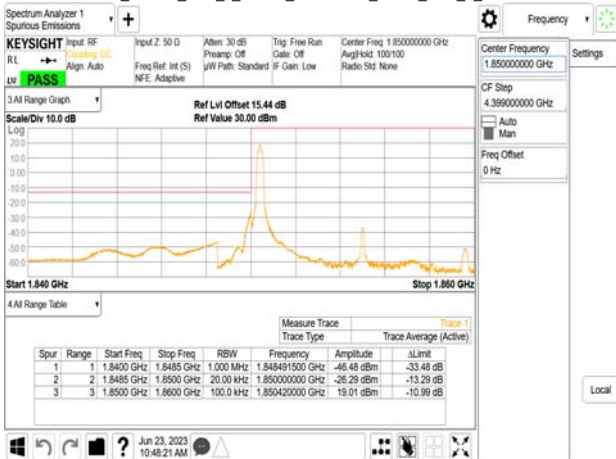 Spectrum Analyzer 1
Spurious Emissions
Frequency
KEYSIGHT
RL
LV PASS
Input: RF
Coupling: DC
Align: Auto
Input Z: 50 Ω
Freq Ref: Int (S)
NFE: Adaptive
Atten: 30 dB
Preamp: Off
µW Path: Standard
Trig: Free Run
Gate: Off
IF Gain: Low
Center Freq: 1.850000000 GHz
Avg|Hold: 100/100
Radio Std: None
Center Frequency
1.850000000 GHz
Settings
CF Step
4.399000000 GHz
Auto
Man
Freq Offset
0 Hz
Local
3 All Range Graph
Ref Lvl Offset 15.44 dB
Scale/Div 10.0 dB Ref Value 30.00 dBm
Log
20.0
10.0
0.00
-10.0
-20.0
-30.0
-40.0
-50.0
-60.0
Start 1.840 GHz Stop 1.860 GHz
4 All Range Table
Measure Trace Trace 1
Trace Type Trace Average (Active)
Spur Range Start Freq Stop Freq RBW Frequency Amplitude ΔLimit
1 1 1.8400 GHz 1.8485 GHz 1.000 MHz 1.848491500 GHz -46.48 dBm -33.48 dB
2 2 1.8485 GHz 1.8500 GHz 20.00 kHz 1.850000000 GHz -26.29 dBm -13.29 dB
3 3 1.8500 GHz 1.8600 GHz 100.0 kHz 1.850420000 GHz 19.01 dBm -10.99 dB
Jun 23, 2023
10:48:21 AM